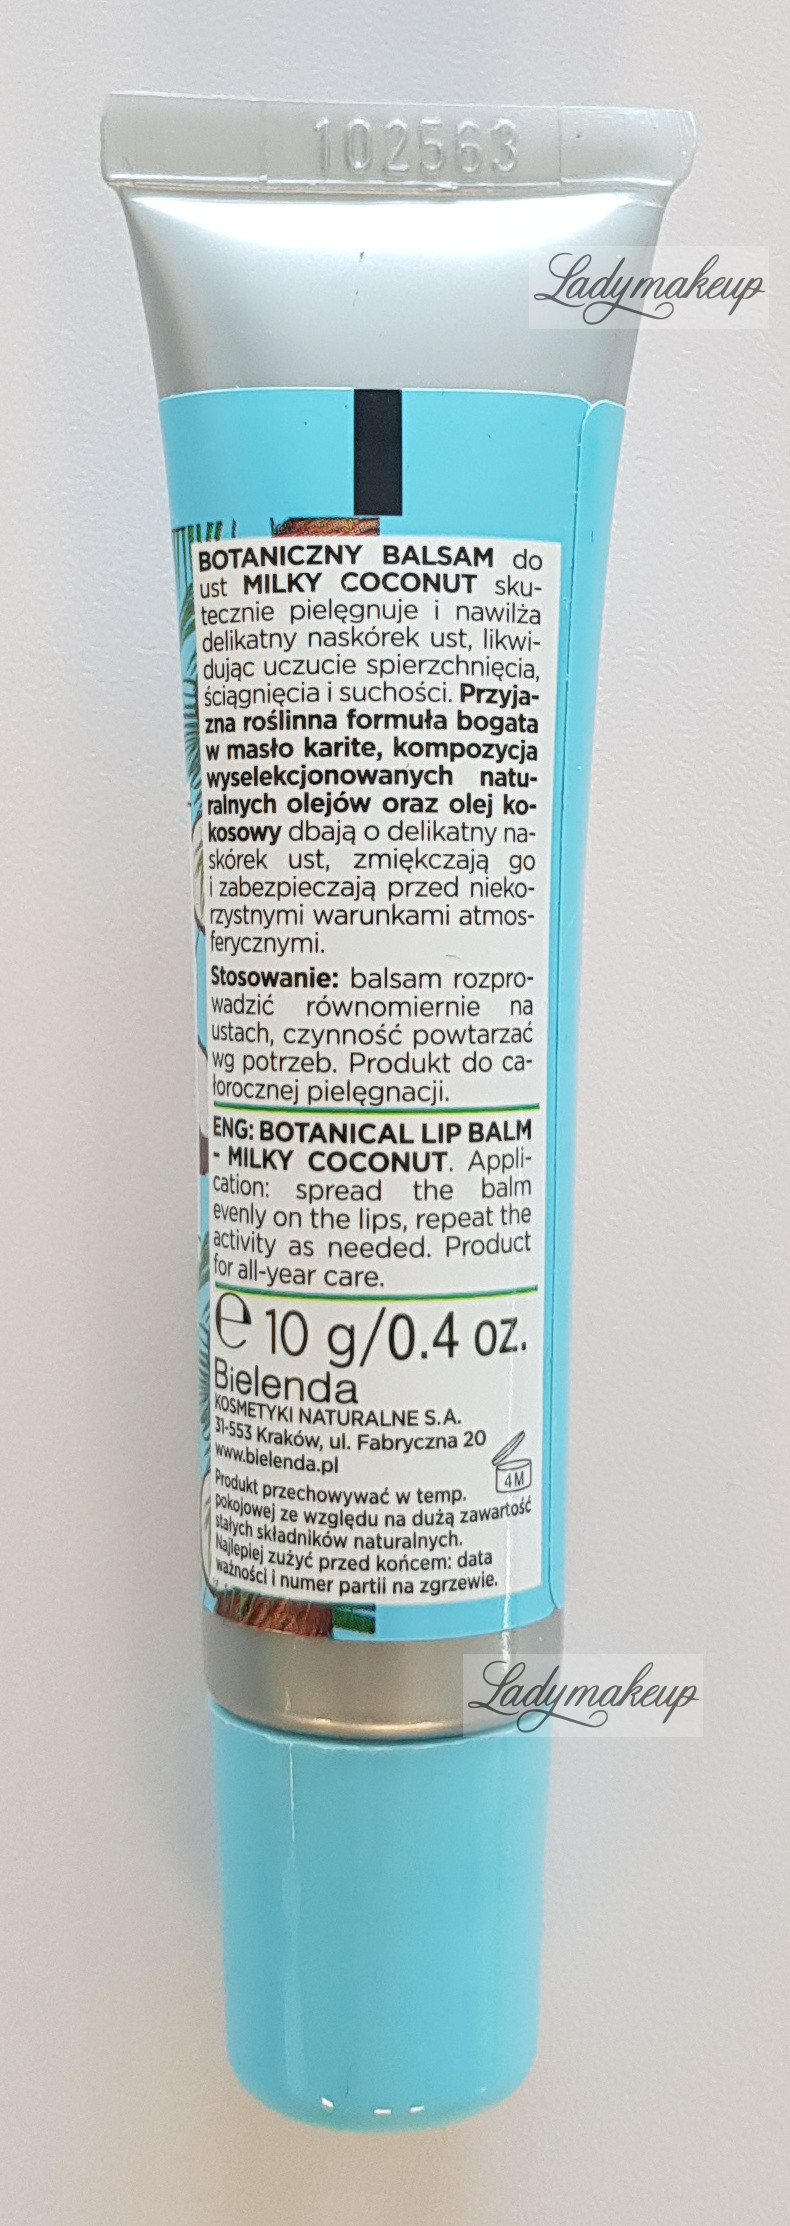 102563
Ladymakeup
BOTANICZNY BALSAM do
ust MILKY COCONUT sku-
tecznie pielęgnuje i nawilża
delikatny naskórek ust, likwi-
dując uczucie spierzchnięcia,
ściągnięcia i suchości. Przyja-
zna roślinna formuła bogata
w masło karite, kompozycja
wyselekcjonowanych natu-
ralnych olejów oraz olej ko-
kosowy dbają o delikatny na-
skórek ust, zmiękczają go
i zabezpieczają przed nieko-
rzystnymi warunkami atmos-
ferycznymi.
Stosowanie: balsam rozpro-
wadzić równomiernie na
ustach, czynność powtarzać
wg potrzeb. Produkt do ca-
łorocznej pielęgnacji.
ENG: BOTANICAL LIP BALM
- MILKY COCONUT. Appli-
cation: spread the balm
evenly on the lips, repeat the
activity as needed. Product
for all-year care.
℮ 10 g/0.4 oz.
Bielenda
KOSMETYKI NATURALNE S.A.
31-553 Kraków, ul. Fabryczna 20
www.bielenda.pl
4M
Produkt przechowywać w temp.
pokojowej ze względu na dużą zawartość
stałych składników naturalnych.
Najlepiej zużyć przed końcem: data
ważności i numer partii na zgrzewie.
Ladymakeup